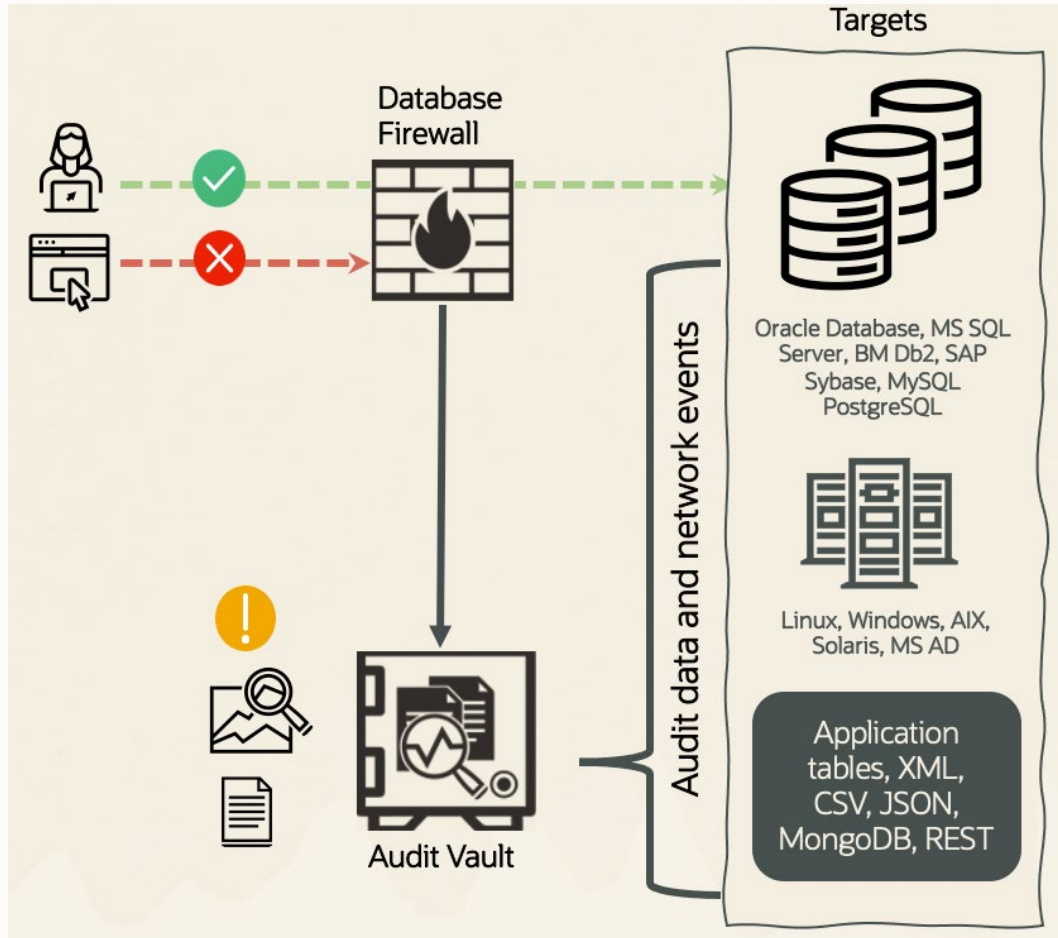 Targets
Database
Firewall
Oracle Database, MS SQL
Server, BM Db2, SAP
Sybase, MySQL
PostgreSQL
Audit data and network events
Linux, Windows, AIX,
Solaris, MS AD
Application
tables, XML,
CSV, JSON,
MongoDB, REST
Audit Vault